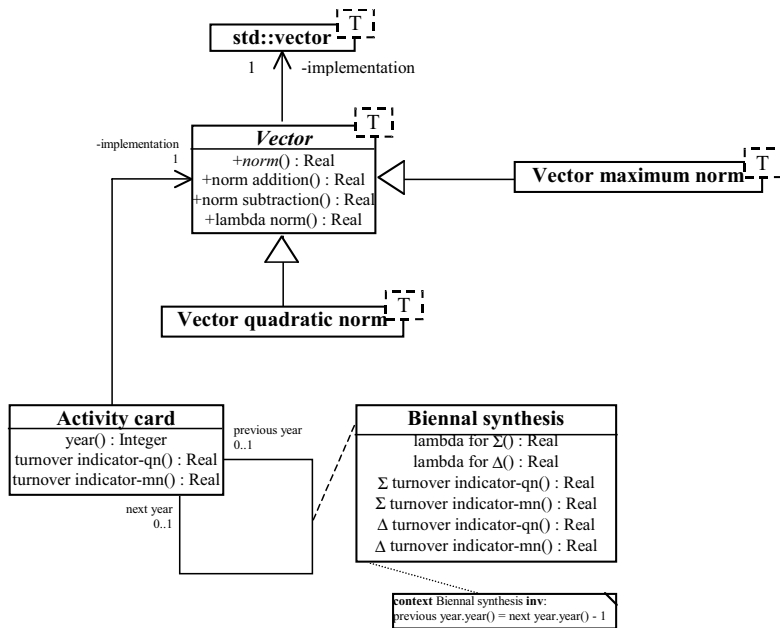 T
std::vector
1 -implementation
T
Vector
-implementation
1
+norm() : Real
+norm addition() : Real
+norm subtraction() : Real
+lambda norm() : Real
T
Vector maximum norm
T
Vector quadratic norm
Activity card
year() : Integer
turnover indicator-qn() : Real
turnover indicator-mn() : Real
previous year
0..1
next year
0..1
Biennal synthesis
lambda for Σ() : Real
lambda for Δ() : Real
Σ turnover indicator-qn() : Real
Σ turnover indicator-mn() : Real
Δ turnover indicator-qn() : Real
Δ turnover indicator-mn() : Real
context Biennal synthesis inv:
previous year.year() = next year.year() - 1